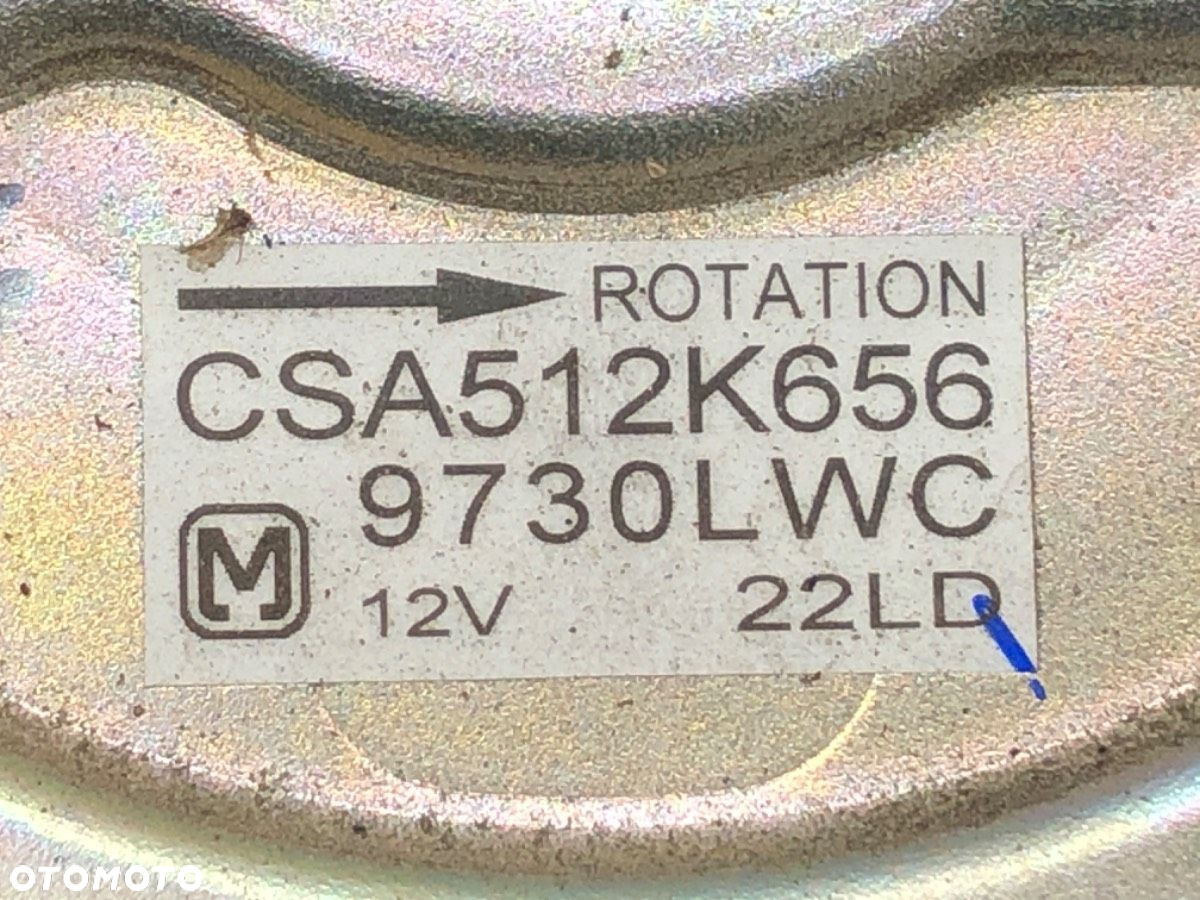 ROTATION
CSA512K656
9730LWC
M 12V 22LD
OTOMOTO